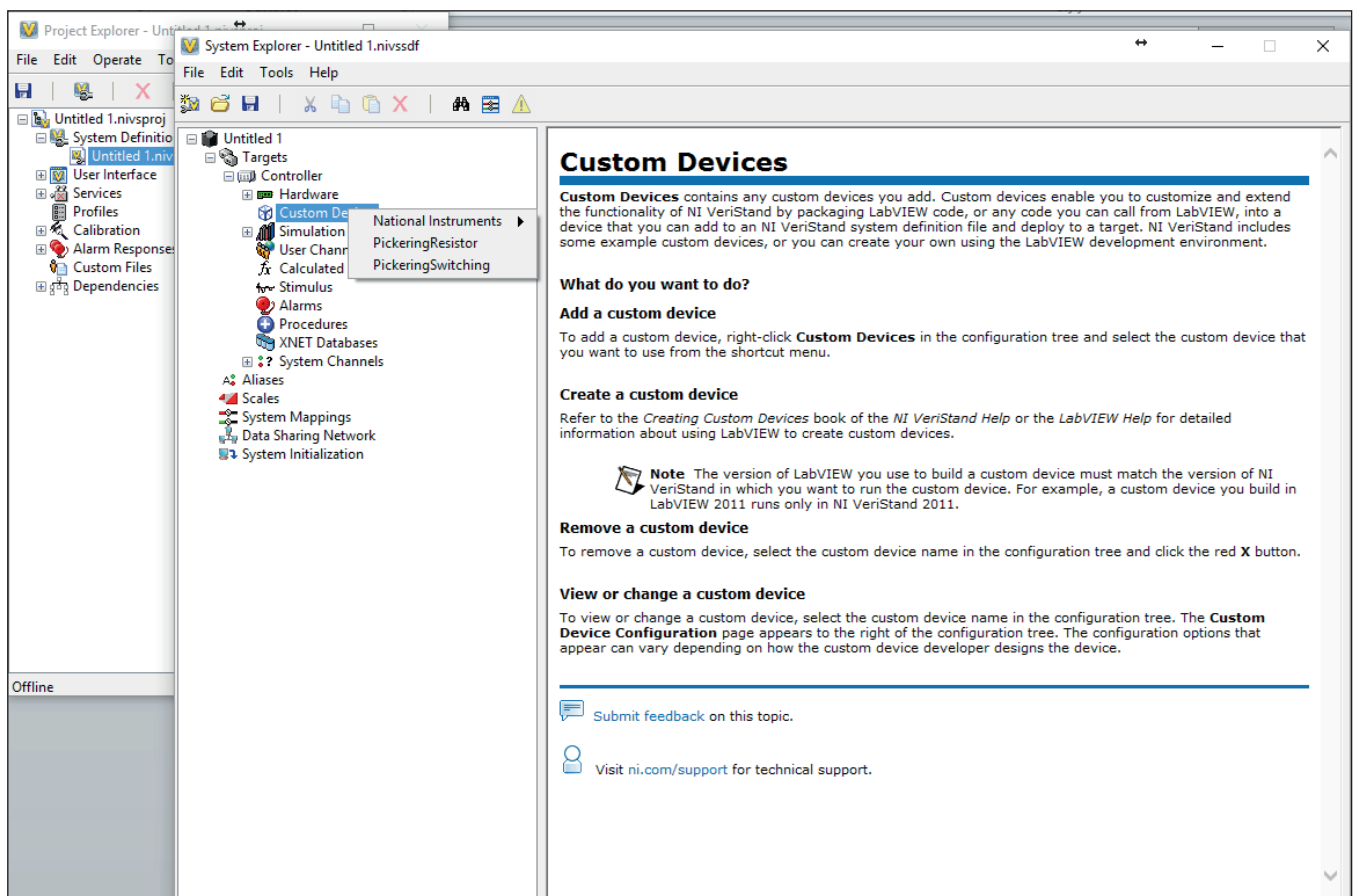 Project Explorer - Unt
File Edit Operate To
Untitled 1.nivsproj
System Definitio
Untitled 1.niv
User Interface
Services
Profiles
Calibration
Alarm Responses
Custom Files
Dependencies
Offline
System Explorer - Untitled 1.nivssdf
File Edit Tools Help
Untitled 1
Targets
Controller
Hardware
Custom De
Simulation
User Chann
Calculated
Stimulus
Alarms
Procedures
XNET Databases
System Channels
Aliases
Scales
System Mappings
Data Sharing Network
System Initialization
National Instruments
PickeringResistor
PickeringSwitching
Custom Devices
Custom Devices contains any custom devices you add. Custom devices enable you to customize and extend
the functionality of NI VeriStand by packaging LabVIEW code, or any code you can call from LabVIEW, into a
device that you can add to an NI VeriStand system definition file and deploy to a target. NI VeriStand includes
some example custom devices, or you can create your own using the LabVIEW development environment.
What do you want to do?
Add a custom device
To add a custom device, right-click Custom Devices in the configuration tree and select the custom device that
you want to use from the shortcut menu.
Create a custom device
Refer to the Creating Custom Devices book of the NI VeriStand Help or the LabVIEW Help for detailed
information about using LabVIEW to create custom devices.
Note The version of LabVIEW you use to build a custom device must match the version of NI
VeriStand in which you want to run the custom device. For example, a custom device you build in
LabVIEW 2011 runs only in NI VeriStand 2011.
Remove a custom device
To remove a custom device, select the custom device name in the configuration tree and click the red X button.
View or change a custom device
To view or change a custom device, select the custom device name in the configuration tree. The Custom
Device Configuration page appears to the right of the configuration tree. The configuration options that
appear can vary depending on how the custom device developer designs the device.
Submit feedback on this topic.
Visit ni.com/support for technical support.